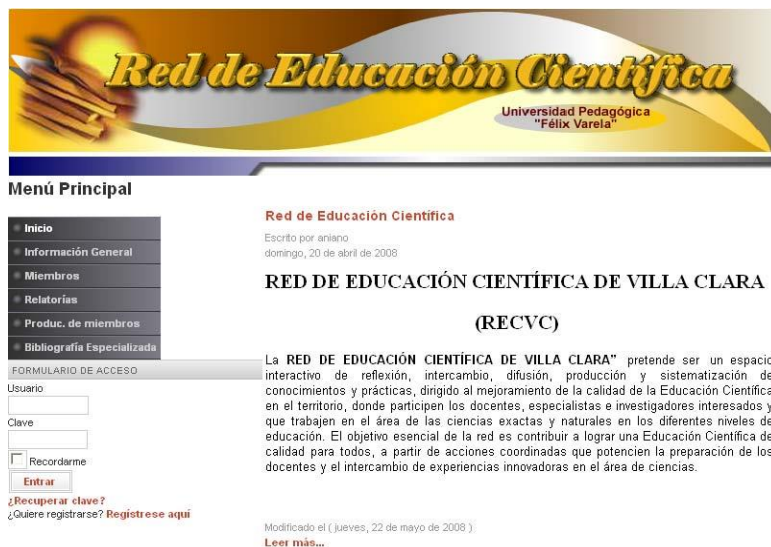 Red de Educación Científica
Universidad Pedagógica
"Félix Varela"
Menú Principal
Inicio
Información General
Miembros
Relatorías
Produc. de miembros
Bibliografía Especializada
FORMULARIO DE ACCESO
Usuario
Clave
Recordarme
Entrar
¿Recuperar clave?
¿Quiere registrarse? Regístrese aquí
Red de Educación Científica
Escrito por aniano
domingo, 20 de abril de 2008
RED DE EDUCACIÓN CIENTÍFICA DE VILLA CLARA
(RECVC)
La RED DE EDUCACIÓN CIENTÍFICA DE VILLA CLARA" pretende ser un espacio
interactivo de reflexión, intercambio, difusión, producción y sistematización de
conocimientos y prácticas, dirigido al mejoramiento de la calidad de la Educación Científica
en el territorio, donde participen los docentes, especialistas e investigadores interesados y
que trabajen en el área de las ciencias exactas y naturales en los diferentes niveles de
educación. El objetivo esencial de la red es contribuir a lograr una Educación Científica de
calidad para todos, a partir de acciones coordinadas que potencien la preparación de los
docentes y el intercambio de experiencias innovadoras en el área de ciencias.
Modificado el ( jueves, 22 de mayo de 2008 )
Leer más...